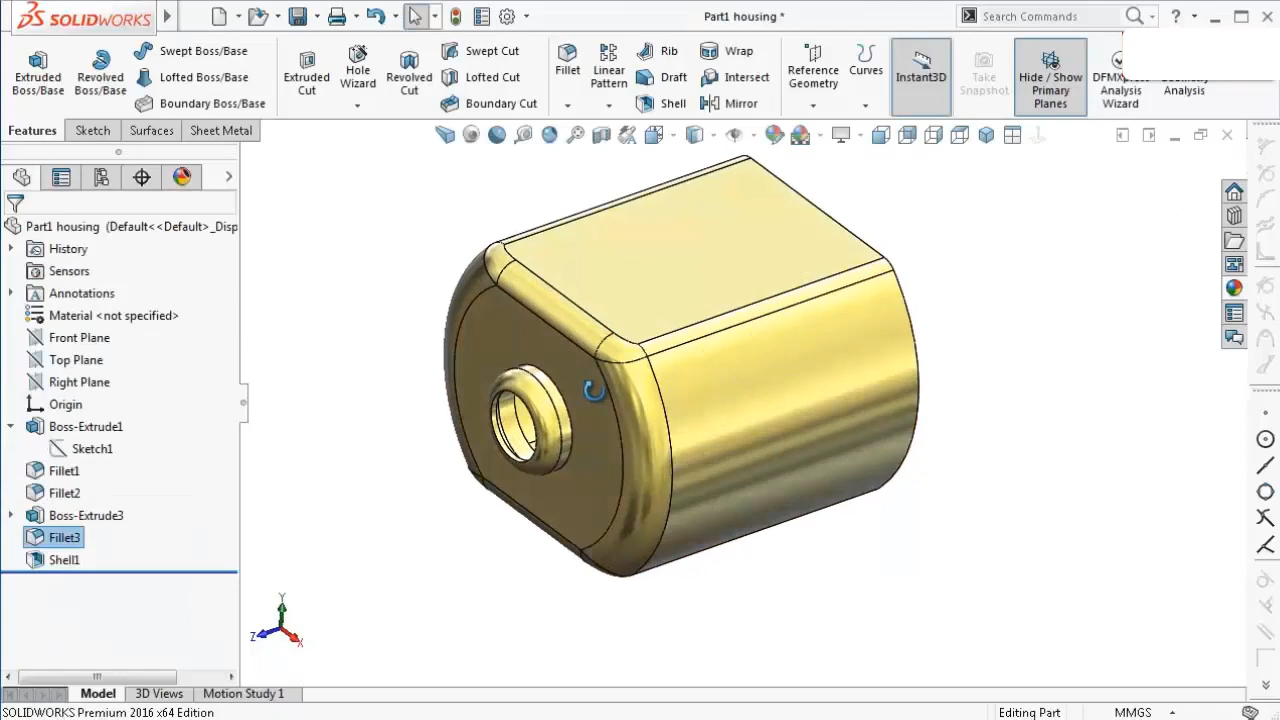 SOLIDWORKS
Part1 housing *
Search Commands
Extruded Boss/Base
Revolved Boss/Base
Swept Boss/Base
Lofted Boss/Base
Boundary Boss/Base
Extruded Cut
Hole Wizard
Revolved Cut
Swept Cut
Lofted Cut
Boundary Cut
Fillet
Linear Pattern
Rib
Draft
Shell
Wrap
Intersect
Mirror
Reference Geometry
Curves
Instant3D
Take Snapshot
Hide / Show Primary Planes
Analysis Wizard
Analysis
Features
Sketch
Surfaces
Sheet Metal
Part1 housing (Default<<Default>_Disp
History
Sensors
Annotations
Material <not specified>
Front Plane
Top Plane
Right Plane
Origin
Boss-Extrude1
Sketch1
Fillet1
Fillet2
Boss-Extrude3
Fillet3
Shell1
Y
Z
X
Model
3D Views
Motion Study 1
SOLIDWORKS Premium 2016 x64 Edition
Editing Part
MMGS